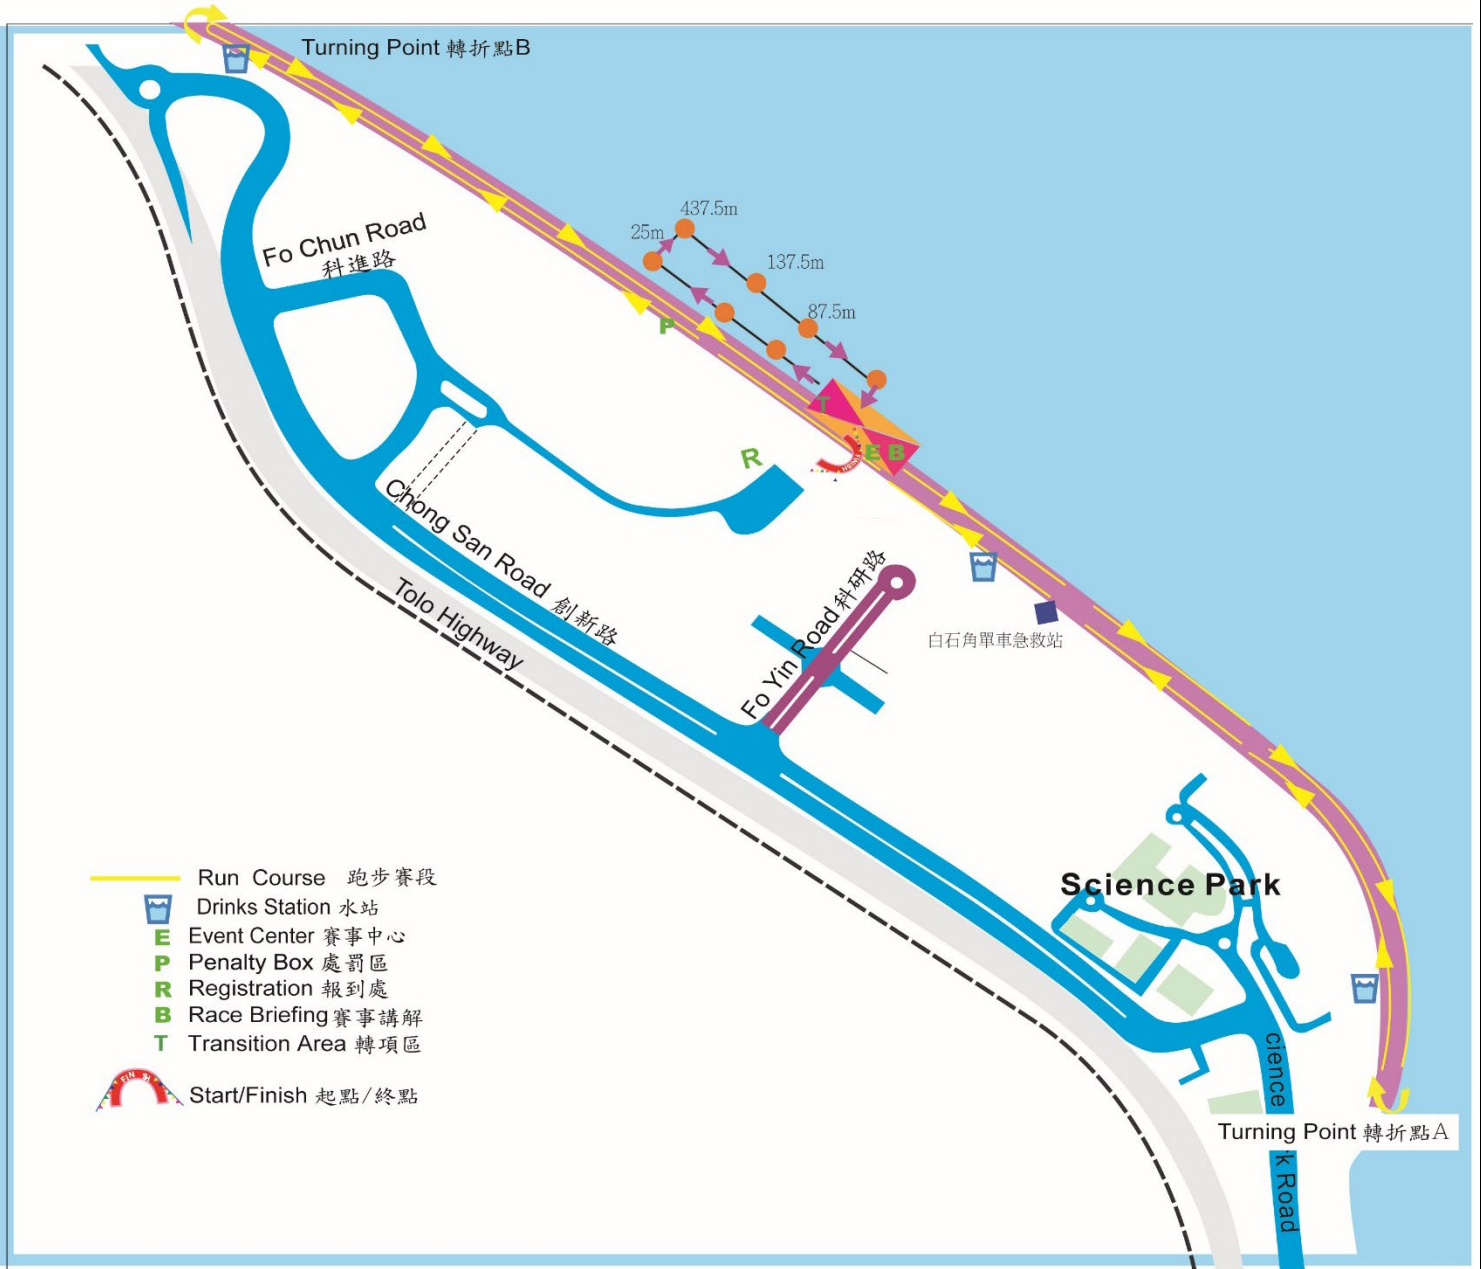 Turning Point 轉折點B
437.5m
25m
137.5m
87.5m
Fo Chun Road
科進路
P
T
E B
R
FINISH
Chong San Road 創新路
Tolo Highway
Fo Yin Road 科研路
白石角單車急救站
Science Park
Run Course 跑步賽段
Drinks Station 水站
E Event Center 賽事中心
P Penalty Box 處罰區
R Registration 報到處
B Race Briefing 賽事講解
T Transition Area 轉項區
Start/Finish 起點/終點
cience
Turning Point 轉折點A
k Road